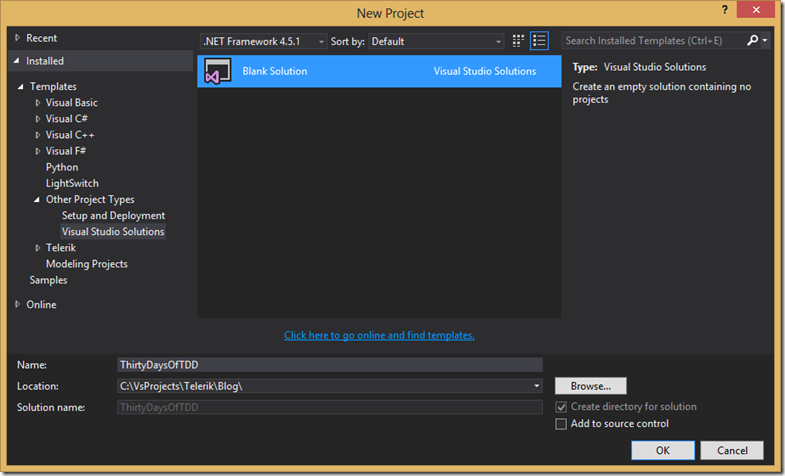 New Project
?
Recent
Installed
Templates
Visual Basic
Visual C#
Visual C++
Visual F#
Python
LightSwitch
Other Project Types
Setup and Deployment
Visual Studio Solutions
Telerik
Modeling Projects
Samples
Online
.NET Framework 4.5.1 Sort by: Default
Blank Solution Visual Studio Solutions
Click here to go online and find templates.
Search Installed Templates (Ctrl+E)
Type: Visual Studio Solutions
Create an empty solution containing no
projects
Name: ThirtyDaysOfTDD
Location: C:\VsProjects\Telerik\Blog\ Browse...
Solution name: ThirtyDaysOfTDD Create directory for solution
Add to source control
OK Cancel